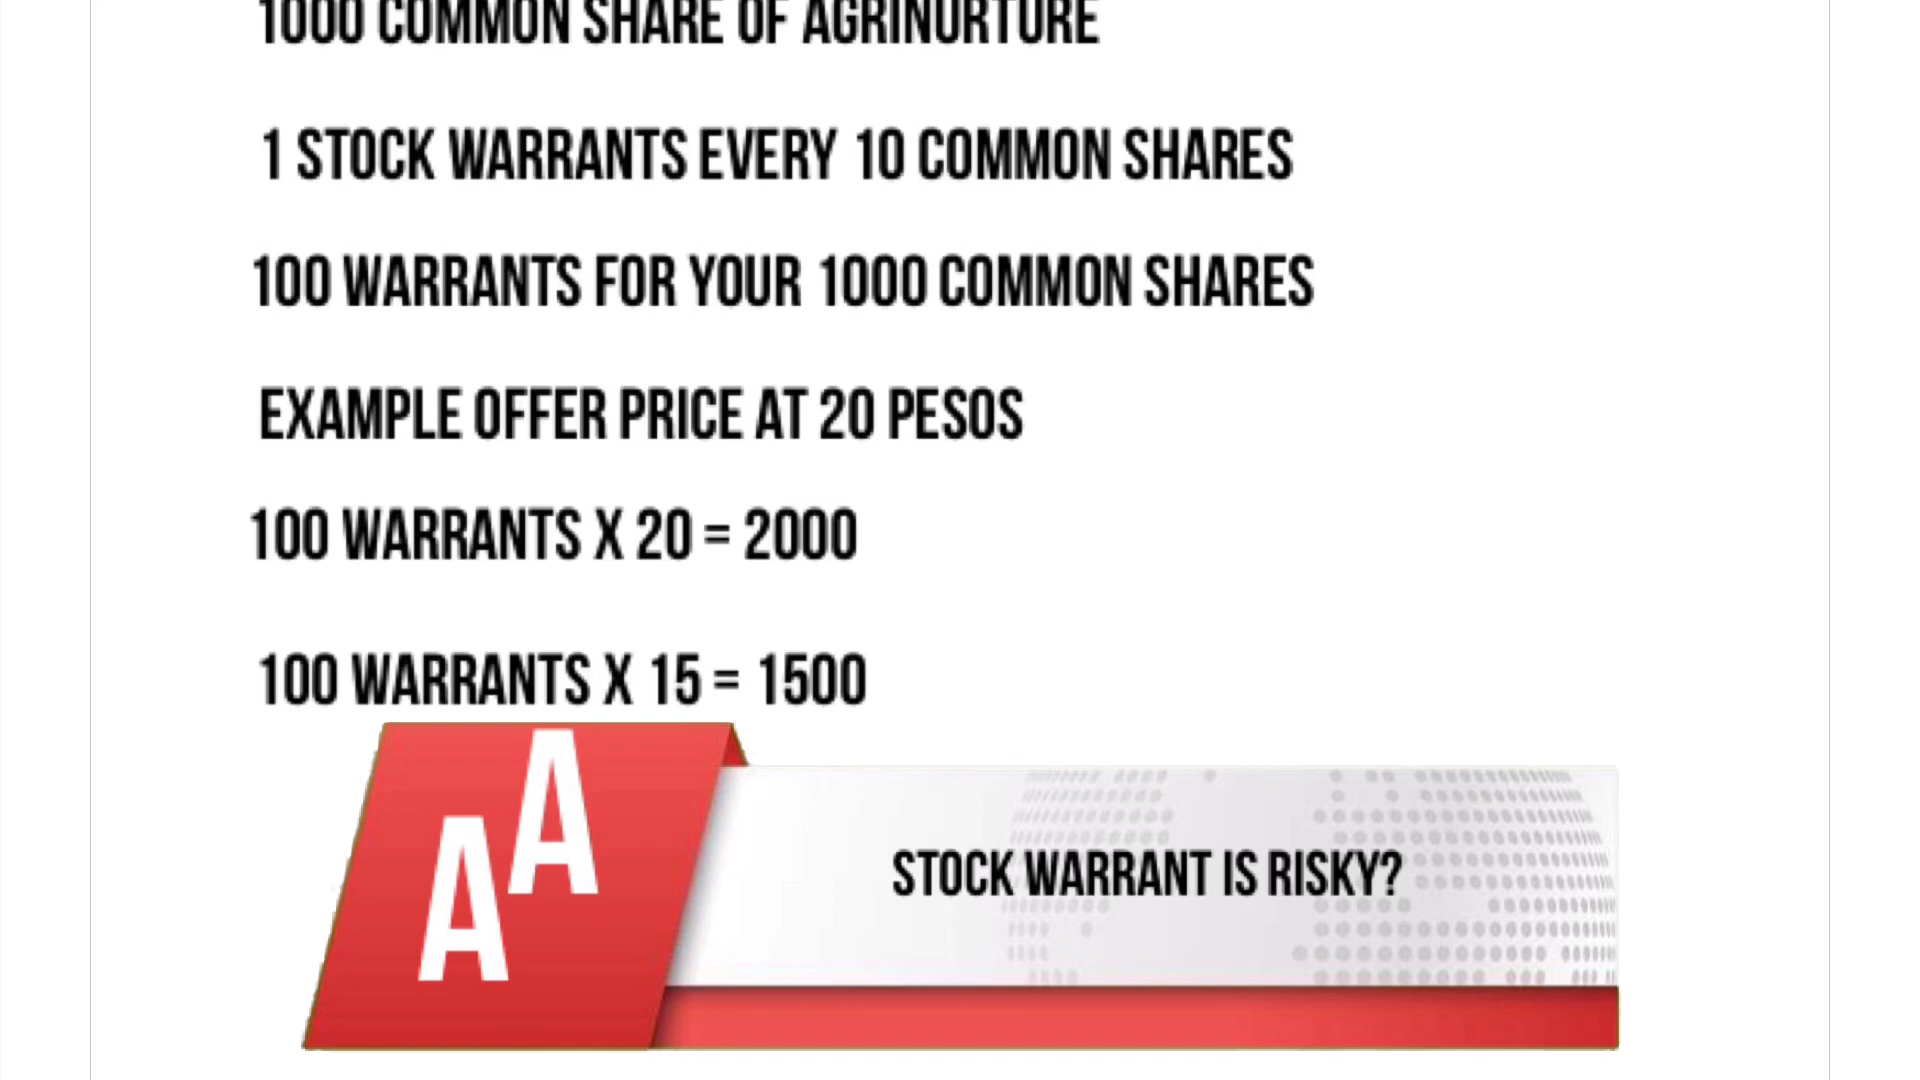 1000 COMMON SHARE OF AGRINURTURE
1 STOCK WARRANTS EVERY 10 COMMON SHARES
100 WARRANTS FOR YOUR 1000 COMMON SHARES
EXAMPLE OFFER PRICE AT 20 PESOS
100 WARRANTS X 20 = 2000
100 WARRANTS X 15 = 1500
AA
STOCK WARRANT IS RISKY?